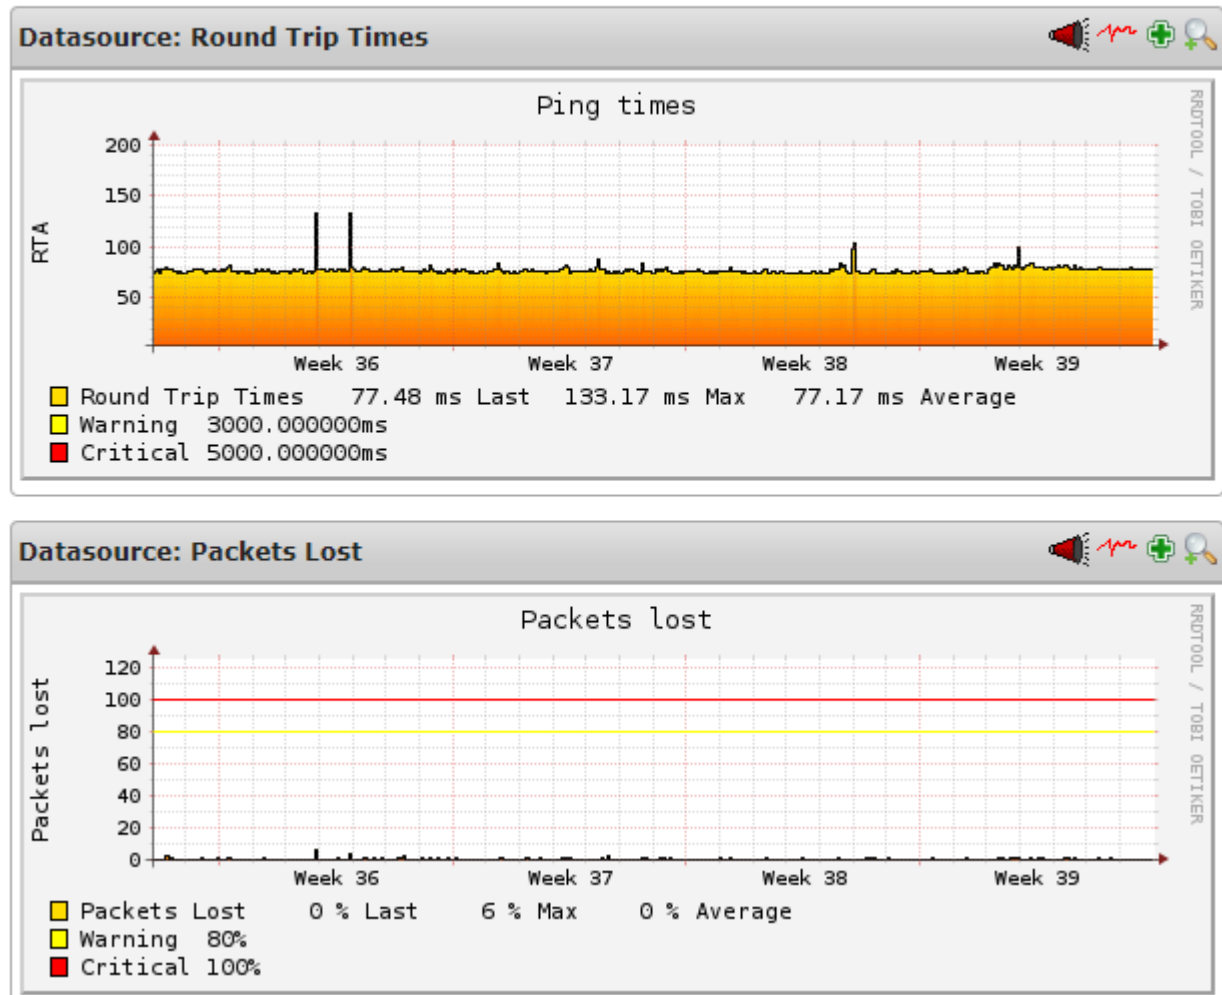 Datasource: Round Trip Times
Ping times
200
150
100
50
RTA
Week 36 Week 37 Week 38 Week 39
Round Trip Times 77.48 ms Last 133.17 ms Max 77.17 ms Average
Warning 3000.000000ms
Critical 5000.000000ms
RRDTOOL / TOBI OETIKER
Datasource: Packets Lost
Packets lost
120
100
80
60
40
20
0
Packets lost
Week 36 Week 37 Week 38 Week 39
Packets Lost 0 % Last 6 % Max 0 % Average
Warning 80%
Critical 100%
RRDTOOL / TOBI OETIKER